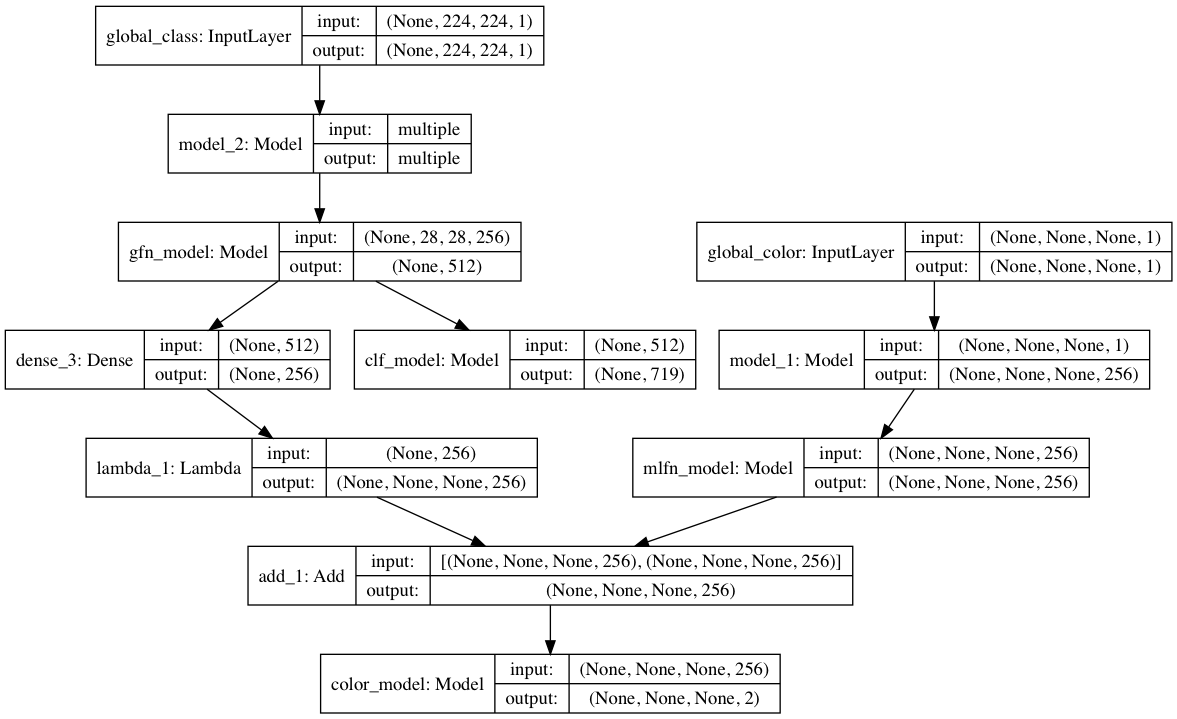 global_class: InputLayer
input: (None, 224, 224, 1)
output: (None, 224, 224, 1)
model_2: Model
input: multiple
output: multiple
gfn_model: Model
input: (None, 28, 28, 256)
output: (None, 512)
global_color: InputLayer
input: (None, None, None, 1)
output: (None, None, None, 1)
dense_3: Dense
input: (None, 512)
output: (None, 256)
clf_model: Model
input: (None, 512)
output: (None, 719)
model_1: Model
input: (None, None, None, 1)
output: (None, None, None, 256)
lambda_1: Lambda
input: (None, 256)
output: (None, None, None, 256)
mlfn_model: Model
input: (None, None, None, 256)
output: (None, None, None, 256)
add_1: Add
input: [(None, None, None, 256), (None, None, None, 256)]
output: (None, None, None, 256)
color_model: Model
input: (None, None, None, 256)
output: (None, None, None, 2)